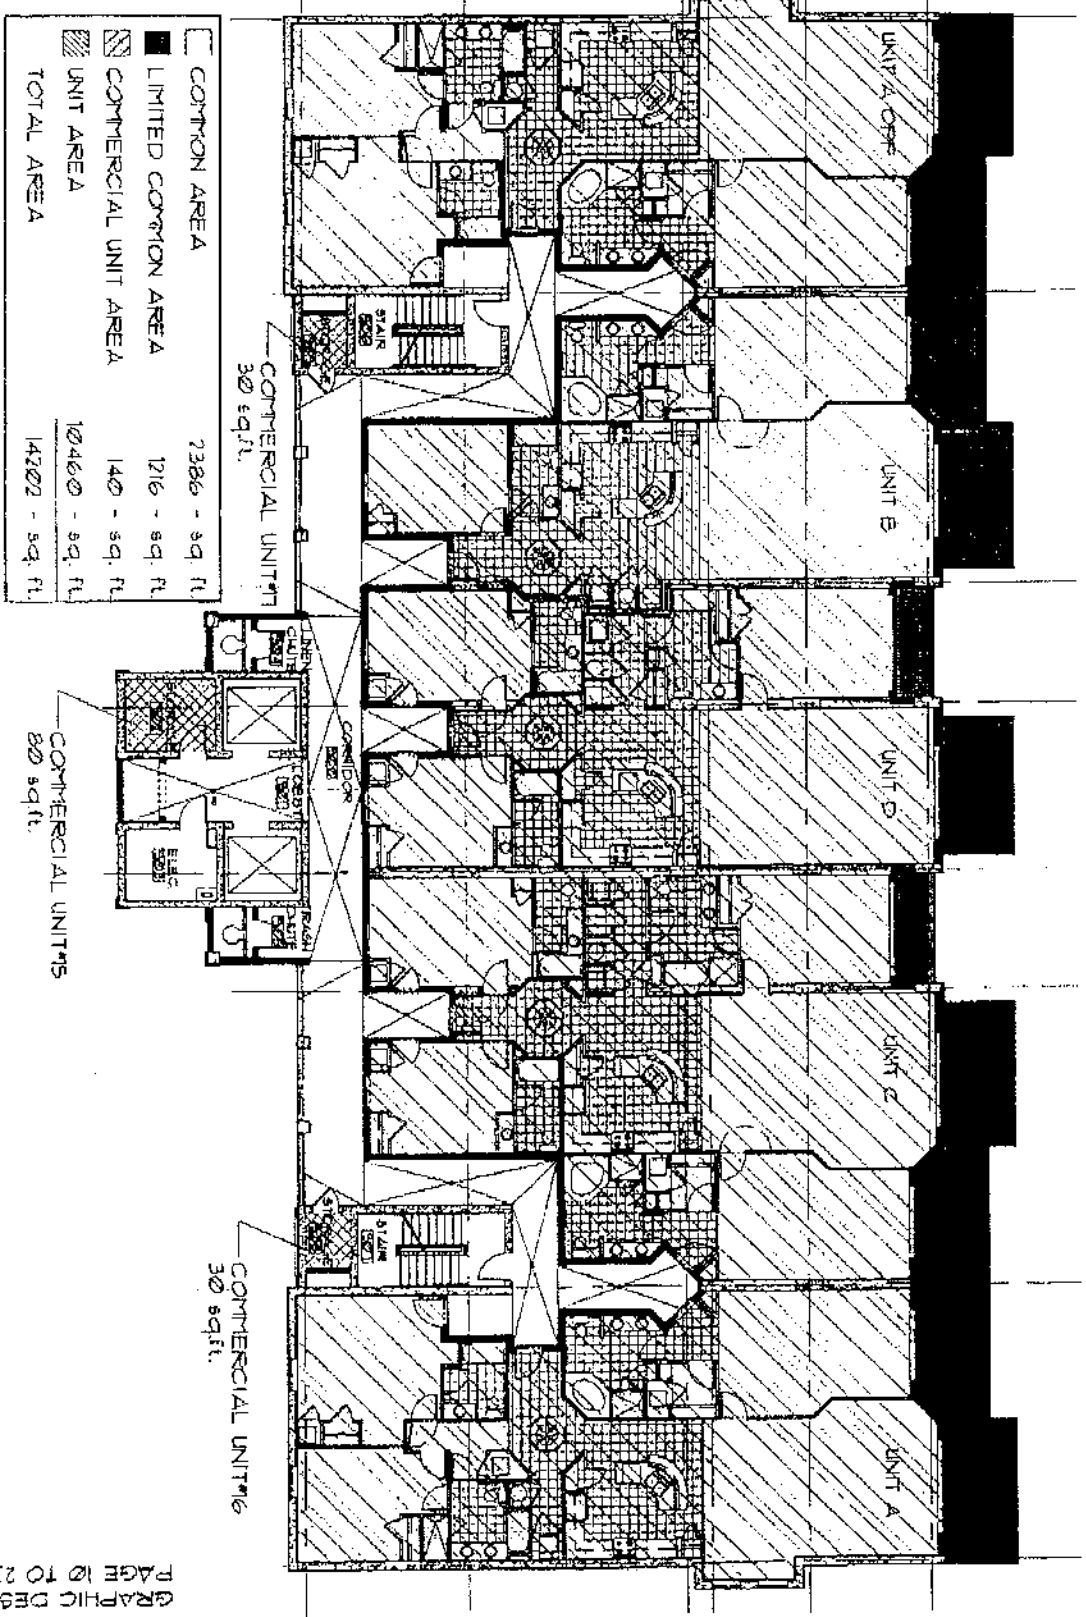 UNIT A OPP.
UNIT B
UNIT D
UNIT C
UNIT A
STAIR
COMMERCIAL UNIT#17
30 sq.ft.
LINEN
CHUTE
CORRIDOR
ELEC
TRASH
CHUTE
COMMERCIAL UNIT#15
80 sq.ft.
STAIR
COMMERCIAL UNIT#16
30 sq.ft.
COMMON AREA 2386 - sq. ft.
LIMITED COMMON AREA 1216 - sq. ft.
COMMERCIAL UNIT AREA 140 - sq. ft.
UNIT AREA 10460 - sq. ft.
TOTAL AREA 14202 - sq. ft.
GRAPHIC DES
PAGE 10 TO 2